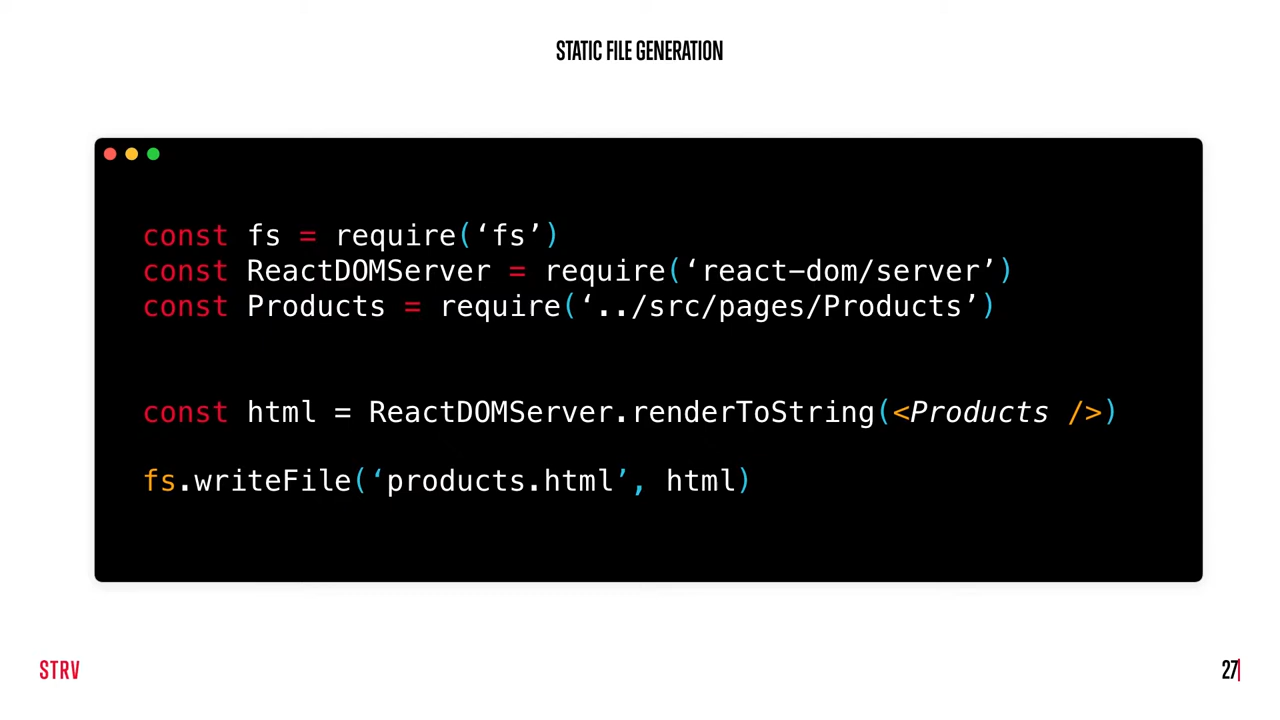 STATIC FILE GENERATION
const fs = require(‘fs’)
const ReactDOMServer = require(‘react-dom/server’)
const Products = require(‘../src/pages/Products’)
const html = ReactDOMServer.renderToString(<Products />)
fs.writeFile(‘products.html’, html)
STRV
27